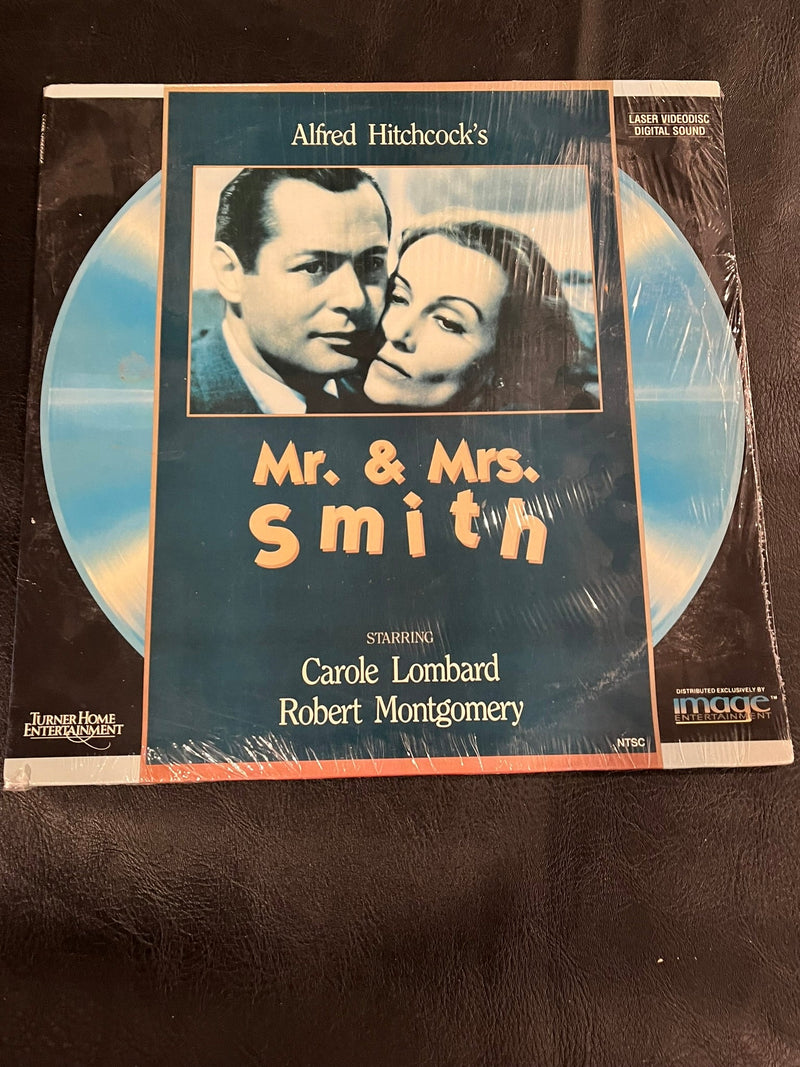 Alfred Hitchcock's
LASER VIDEODISC
DIGITAL SOUND
Mr. & Mrs.
Smith
STARRING
Carole Lombard
Robert Montgomery
TURNER HOME
ENTERTAINMENT
DISTRIBUTED EXCLUSIVELY BY
image™
ENTERTAINMENT
NTSC